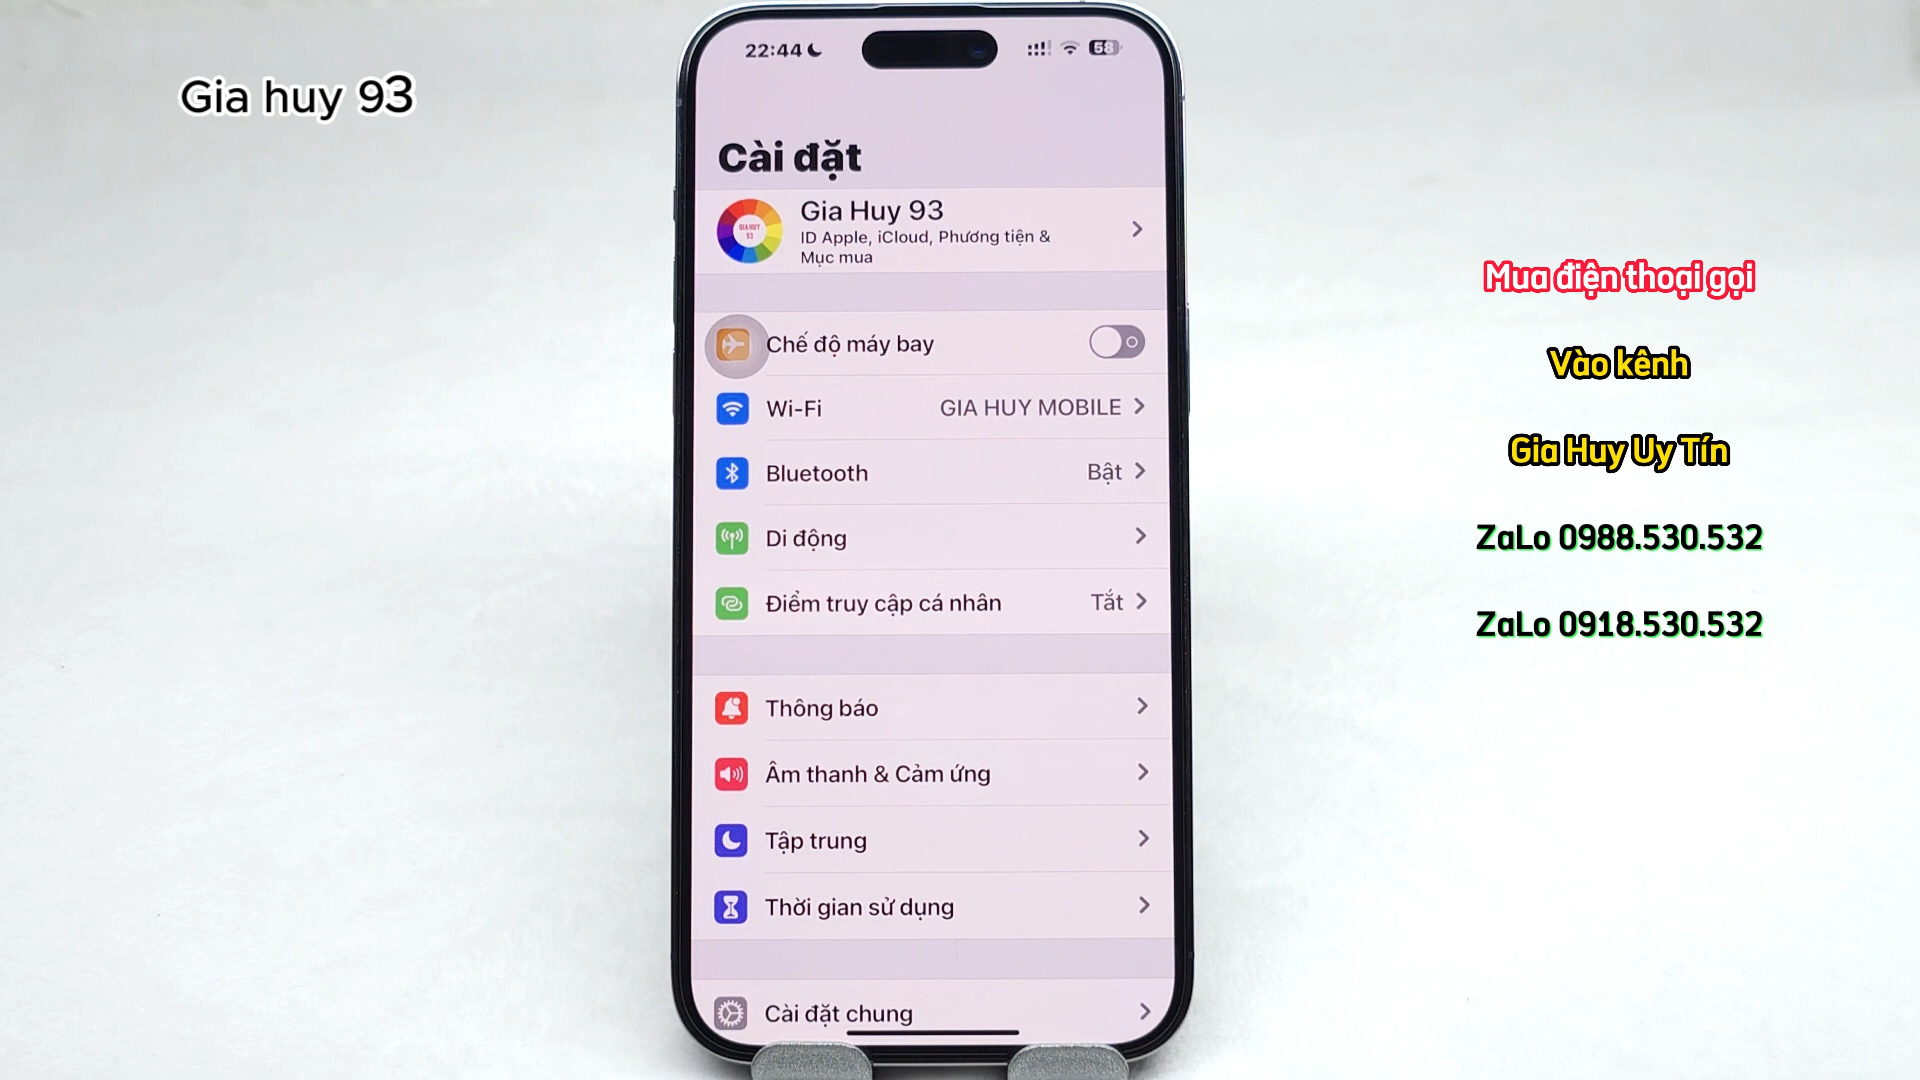 Gia huy 93
22:44
58
Cài đặt
GIA HUY
93
Gia Huy 93
ID Apple, iCloud, Phương tiện &
Mục mua
Chế độ máy bay
Wi-Fi
GIA HUY MOBILE
Bluetooth
Bật
Di động
Điểm truy cập cá nhân
Tắt
Thông báo
Âm thanh & Cảm ứng
Tập trung
Thời gian sử dụng
Cài đặt chung
Mua điện thoại gọi
Vào kênh
Gia Huy Uy Tín
ZaLo 0988.530.532
ZaLo 0918.530.532